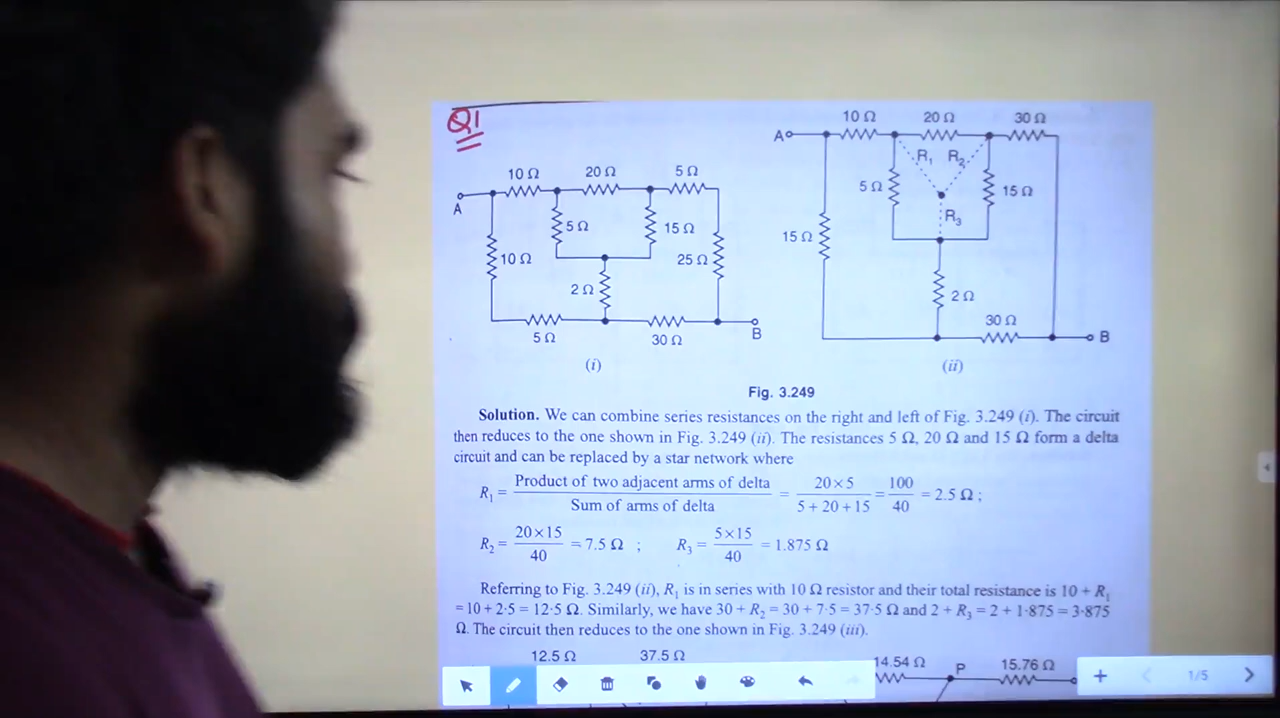 Q1
10 Ω 20 Ω 5 Ω
A
5 Ω 15 Ω
10 Ω 25 Ω
2 Ω
5 Ω 30 Ω B
(i)
10 Ω 20 Ω 30 Ω
A
R₁ R₂
5 Ω 15 Ω
R₃
15 Ω
2 Ω
30 Ω
B
(ii)
Fig. 3.249
Solution. We can combine series resistances on the right and left of Fig. 3.249 (i). The circuit
then reduces to the one shown in Fig. 3.249 (ii). The resistances 5 Ω, 20 Ω and 15 Ω form a delta
circuit and can be replaced by a star network where
R₁ = Product of two adjacent arms of delta / Sum of arms of delta = 20×5 / 5+20+15 = 100 / 40 = 2.5 Ω ;
R₂ = 20×15 / 40 = 7.5 Ω ; R₃ = 5×15 / 40 = 1.875 Ω
Referring to Fig. 3.249 (ii), R₁ is in series with 10 Ω resistor and their total resistance is 10 + R₁
= 10 + 2·5 = 12·5 Ω. Similarly, we have 30 + R₂ = 30 + 7·5 = 37·5 Ω and 2 + R₃ = 2 + 1·875 = 3·875
Ω. The circuit then reduces to the one shown in Fig. 3.249 (iii).
12.5 Ω 37.5 Ω 14.54 Ω P 15.76 Ω
1/5